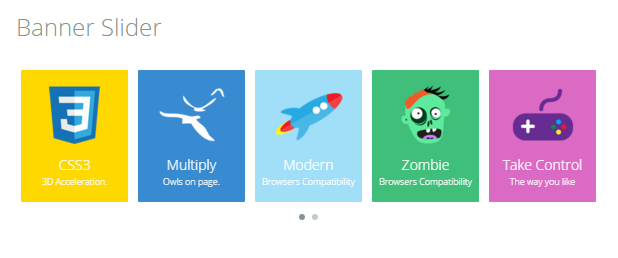 Banner Slider
3
CSS3
3D Acceleration.
Multiply
Owls on page.
Modern
Browsers Compatibility
Zombie
Browsers Compatibility
Take Control
The way you like